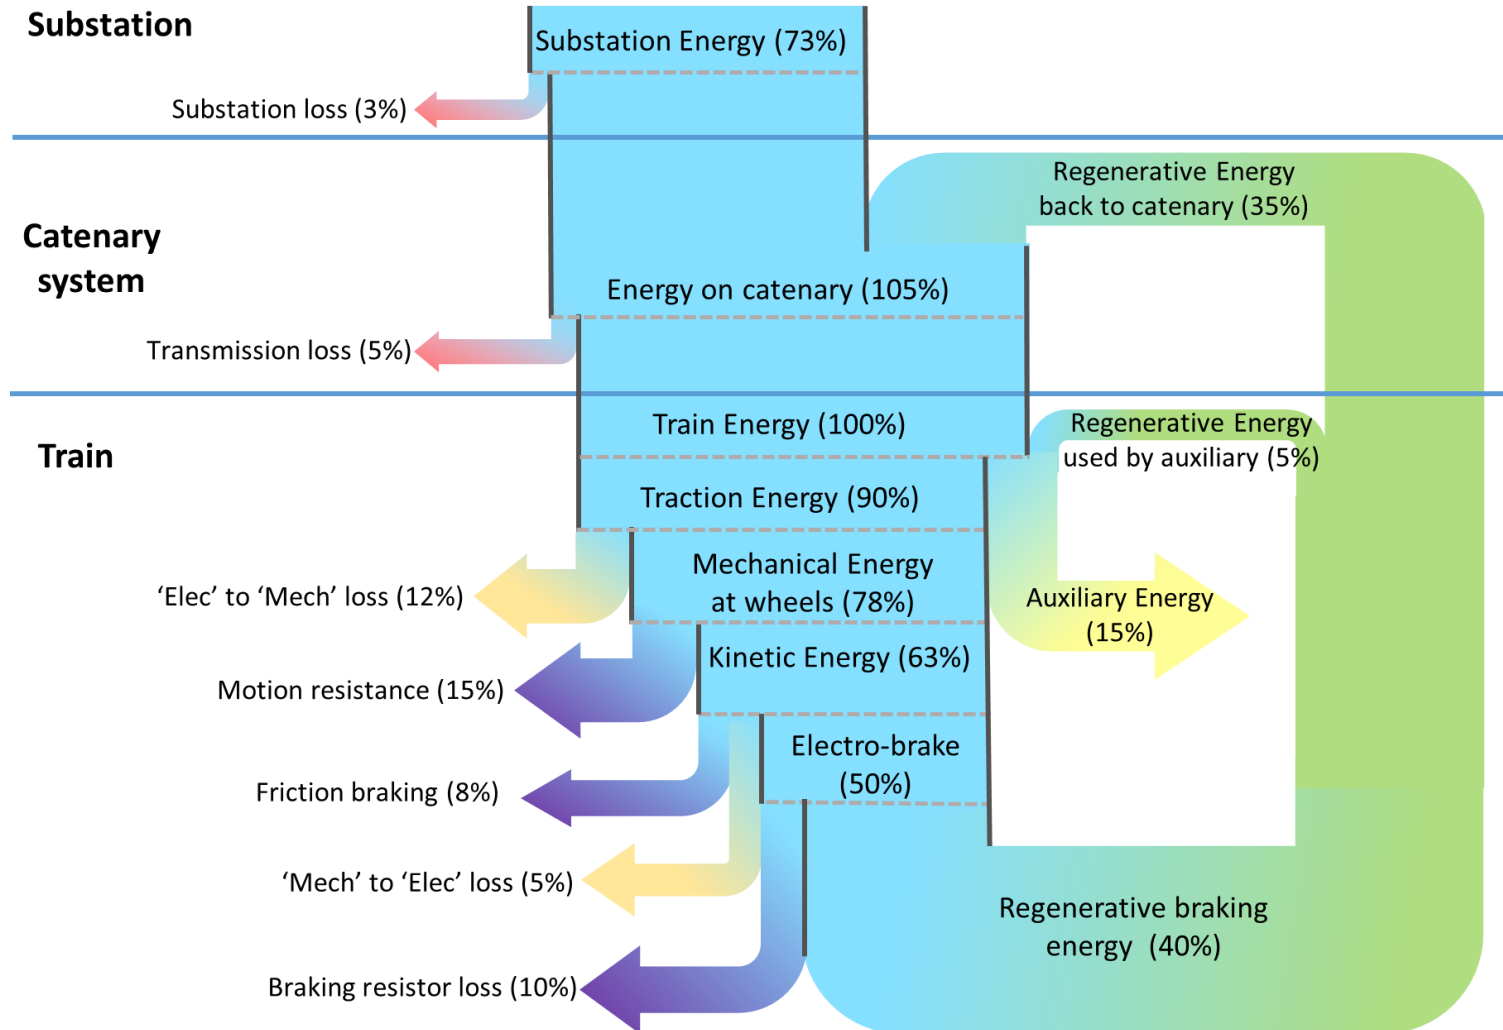 Substation
Substation Energy (73%)
Substation loss (3%)
Regenerative Energy
back to catenary (35%)
Catenary
system
Energy on catenary (105%)
Transmission loss (5%)
Train
Train Energy (100%)
Regenerative Energy
used by auxiliary (5%)
Traction Energy (90%)
Mechanical Energy
at wheels (78%)
‘Elec’ to ‘Mech’ loss (12%)
Auxiliary Energy
(15%)
Kinetic Energy (63%)
Motion resistance (15%)
Electro-brake
(50%)
Friction braking (8%)
‘Mech’ to ‘Elec’ loss (5%)
Regenerative braking
energy (40%)
Braking resistor loss (10%)